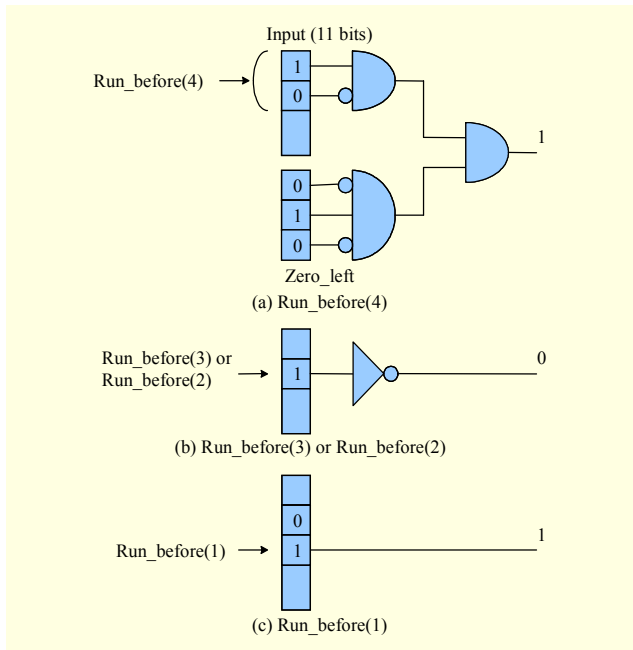 Input (11 bits)
Run_before(4)
1
0
1
0
1
0
Zero_left
(a) Run_before(4)
Run_before(3) or
Run_before(2)
1
0
(b) Run_before(3) or Run_before(2)
0
Run_before(1)
1
1
(c) Run_before(1)